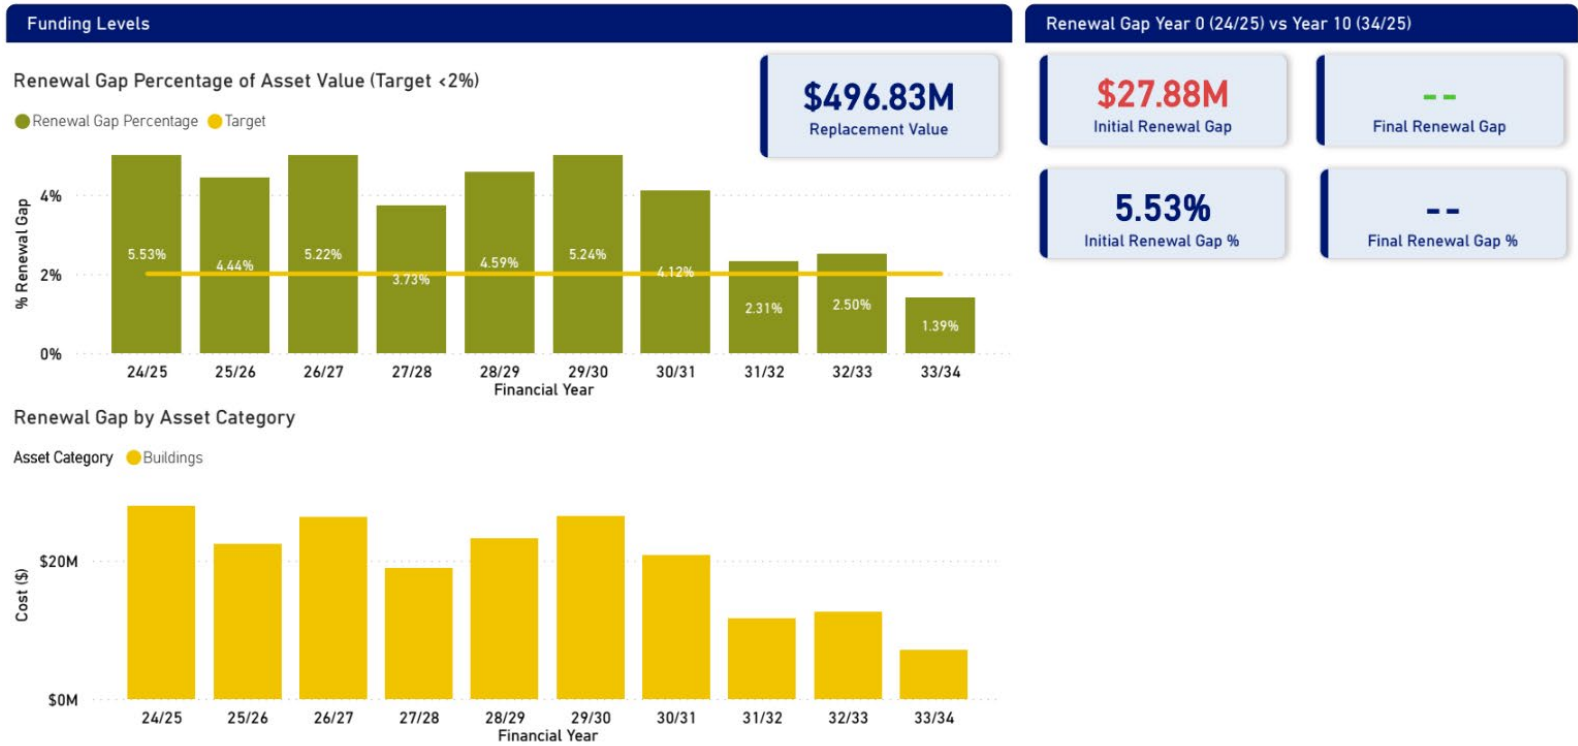 Funding Levels
Renewal Gap Year 0 (24/25) vs Year 10 (34/25)
Renewal Gap Percentage of Asset Value (Target <2%)
Renewal Gap Percentage Target
$496.83M
Replacement Value
$27.88M
Initial Renewal Gap
--
Final Renewal Gap
5.53%
Initial Renewal Gap %
--
Final Renewal Gap %
% Renewal Gap
4%
2%
0%
5.53% 4.44% 5.22% 3.73% 4.59% 5.24% 4.12% 2.31% 2.50% 1.39%
24/25 25/26 26/27 27/28 28/29 29/30 30/31 31/32 32/33 33/34
Financial Year
Renewal Gap by Asset Category
Asset Category Buildings
Cost ($)
$20M
$0M
24/25 25/26 26/27 27/28 28/29 29/30 30/31 31/32 32/33 33/34
Financial Year